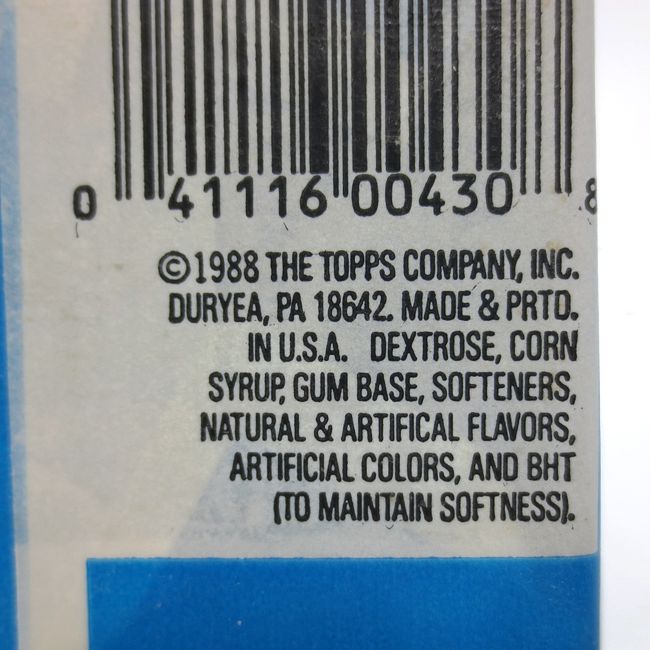 0 41116 00430 8
©1988 THE TOPPS COMPANY, INC.
DURYEA, PA 18642. MADE & PRTD.
IN U.S.A. DEXTROSE, CORN
SYRUP, GUM BASE, SOFTENERS,
NATURAL & ARTIFICAL FLAVORS,
ARTIFICIAL COLORS, AND BHT
(TO MAINTAIN SOFTNESS).